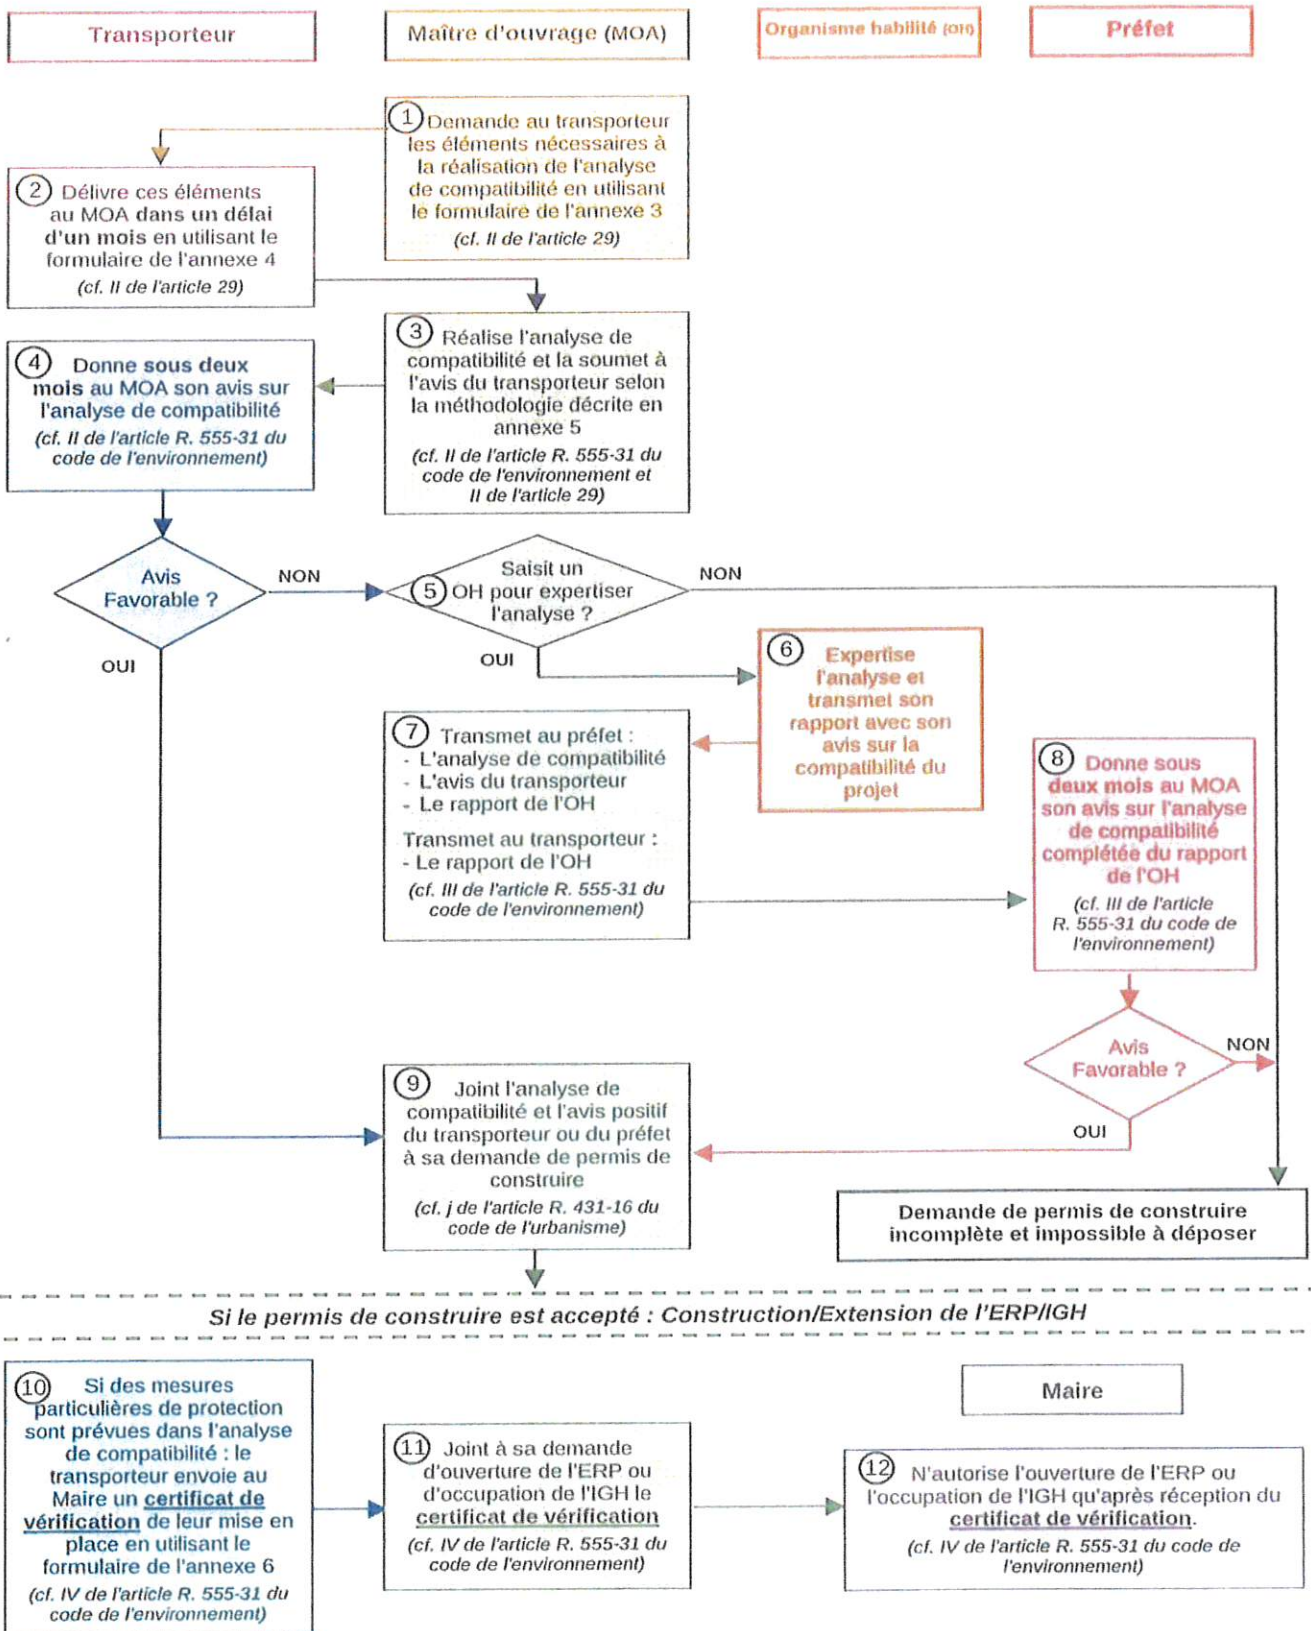 Transporteur
Maître d'ouvrage (MOA)
Organisme habilité (OH)
Préfet
1 Demande au transporteur
les éléments nécessaires à
la réalisation de l'analyse
de compatibilité en utilisant
le formulaire de l'annexe 3
(cf. II de l'article 29)
2 Délivre ces éléments
au MOA dans un délai
d'un mois en utilisant le
formulaire de l'annexe 4
(cf. II de l'article 29)
3 Réalise l'analyse de
compatibilité et la soumet à
l'avis du transporteur selon
la méthodologie décrite en
annexe 5
(cf. II de l'article R. 555-31 du
code de l'environnement et
II de l'article 29)
4 Donne sous deux
mois au MOA son avis sur
l'analyse de compatibilité
(cf. II de l'article R. 555-31 du
code de l'environnement)
Avis
Favorable ?
NON
OUI
Saisit un
5 OH pour expertiser
l'analyse ?
NON
OUI
6 Expertise
l'analyse et
transmet son
rapport avec son
avis sur la
compatibilité du
projet
7 Transmet au préfet :
- L'analyse de compatibilité
- L'avis du transporteur
- Le rapport de l'OH
Transmet au transporteur :
- Le rapport de l'OH
(cf. III de l'article R. 555-31 du
code de l'environnement)
8 Donne sous
deux mois au MOA
son avis sur l'analyse
de compatibilité
complétée du rapport
de l'OH
(cf. III de l'article
R. 555-31 du code de
l'environnement)
Avis
Favorable ?
NON
OUI
9 Joint l'analyse de
compatibilité et l'avis positif
du transporteur ou du préfet
à sa demande de permis de
construire
(cf. j de l'article R. 431-16 du
code de l'urbanisme)
Demande de permis de construire
incomplète et impossible à déposer
Si le permis de construire est accepté : Construction/Extension de l'ERP/IGH
10 Si des mesures
particulières de protection
sont prévues dans l'analyse
de compatibilité : le
transporteur envoie au
Maire un certificat de
vérification de leur mise en
place en utilisant le
formulaire de l'annexe 6
(cf. IV de l'article R. 555-31 du
code de l'environnement)
11 Joint à sa demande
d'ouverture de l'ERP ou
d'occupation de l'IGH le
certificat de vérification
(cf. IV de l'article R. 555-31 du
code de l'environnement)
Maire
12 N'autorise l'ouverture de l'ERP ou
l'occupation de l'IGH qu'après réception du
certificat de vérification.
(cf. IV de l'article R. 555-31 du code de
l'environnement)